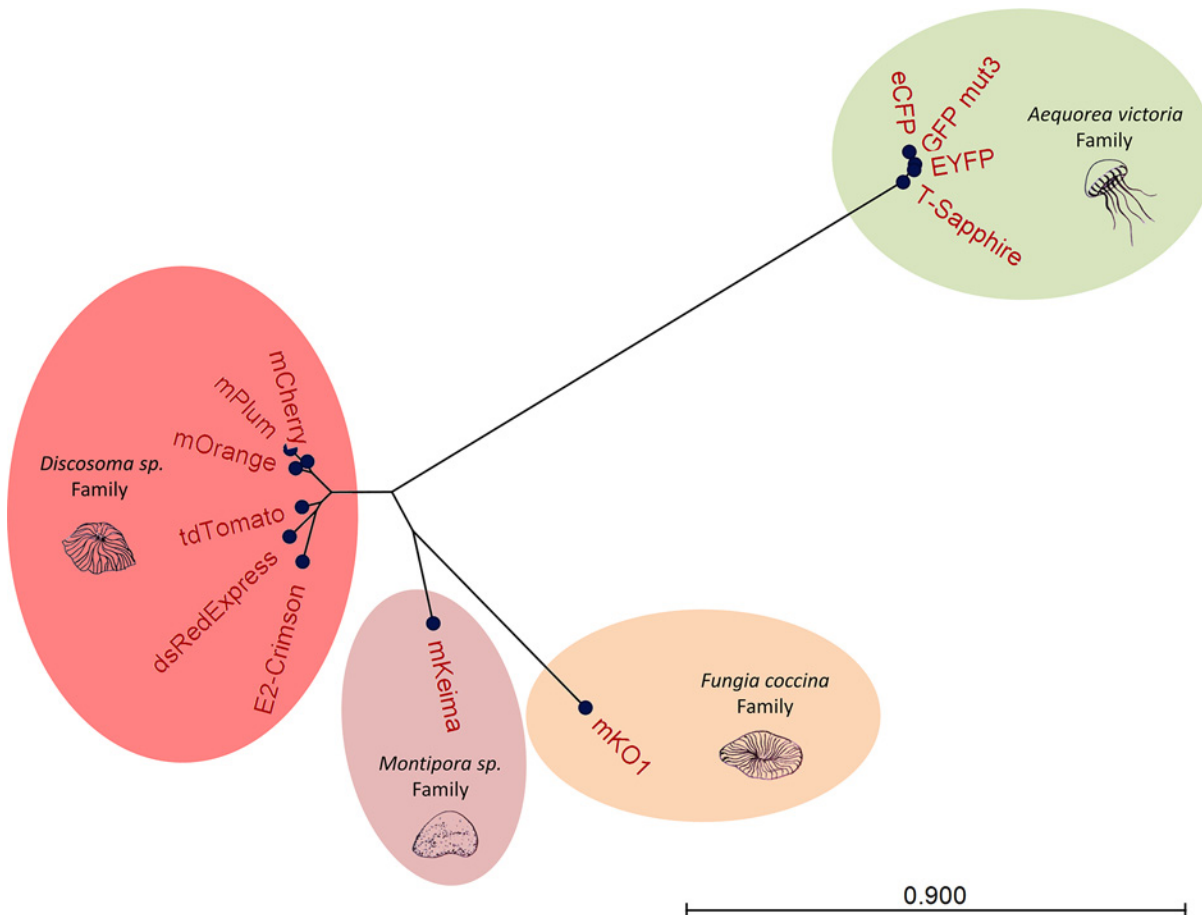 eCFP
GFP mut3
EYFP
T-Sapphire
Aequorea victoria
Family
mCherry
mPlum
mOrange
tdTomato
dsRedExpress
E2-Crimson
Discosoma sp.
Family
mKeima
Montipora sp.
Family
mKO1
Fungia coccina
Family
0.900